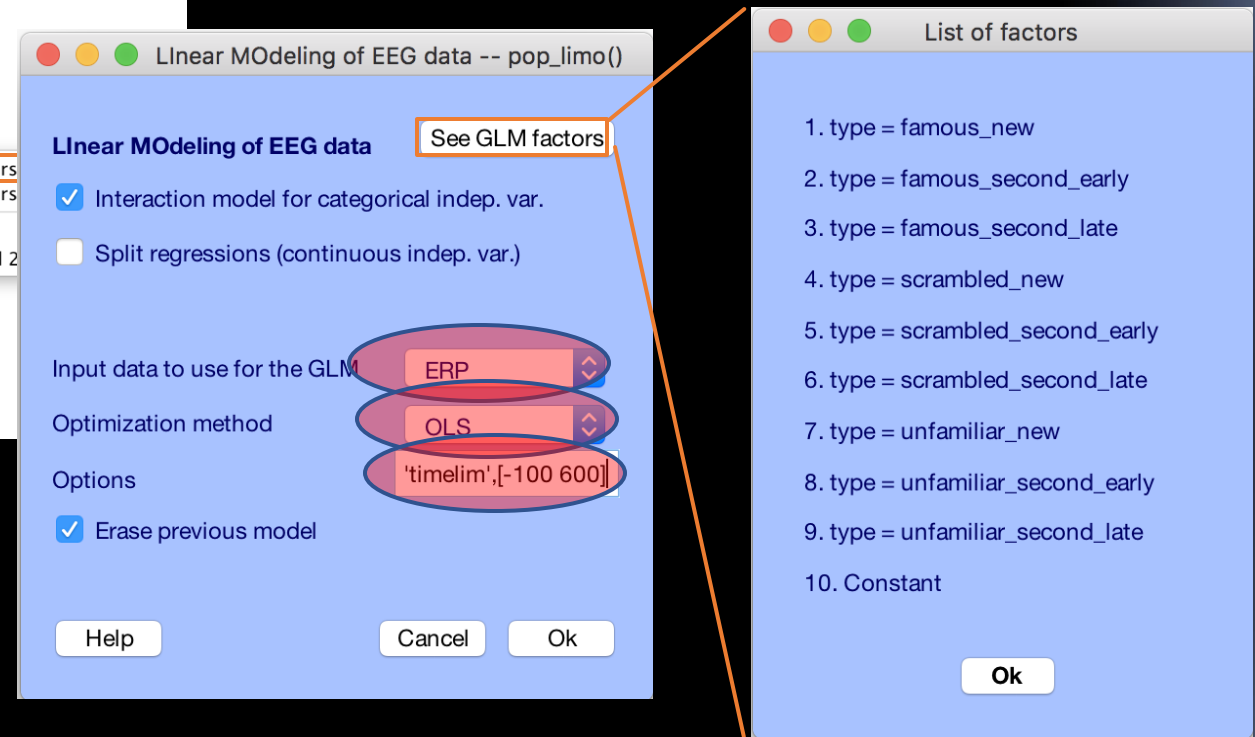 LInear MOdeling of EEG data -- pop_limo()
LInear MOdeling of EEG data
See GLM factors
Interaction model for categorical indep. var.
Split regressions (continuous indep. var.)
Input data to use for the GLM
ERP
Optimization method
OLS
Options
'timelim',[-100 600]
Erase previous model
Help
Cancel
Ok
List of factors
1. type = famous_new
2. type = famous_second_early
3. type = famous_second_late
4. type = scrambled_new
5. type = scrambled_second_early
6. type = scrambled_second_late
7. type = unfamiliar_new
8. type = unfamiliar_second_early
9. type = unfamiliar_second_late
10. Constant
Ok